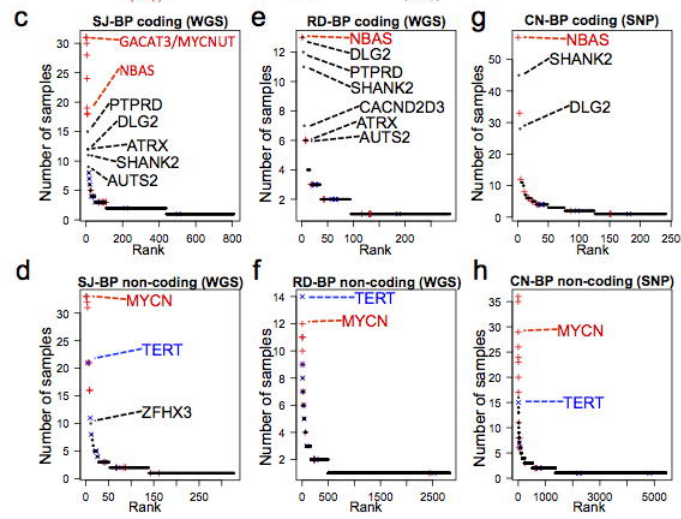 c
SJ-BP coding (WGS)
Number of samples
30
25
20
15
10
5
0
GACAT3/MYCNUT
NBAS
PTPRD
DLG2
ATRX
SHANK2
AUTS2
0 200 400 600 800
Rank
e
RD-BP coding (WGS)
Number of samples
12
10
8
6
4
2
NBAS
DLG2
PTPRD
SHANK2
CACND2D3
ATRX
AUTS2
0 50 100 200
Rank
g
CN-BP coding (SNP)
Number of samples
50
40
30
20
10
0
NBAS
SHANK2
DLG2
0 50 100 150 200
Rank
d
SJ-BP non-coding (WGS)
Number of samples
30
25
20
15
10
5
0
MYCN
TERT
ZFHX3
0 50 150 250
Rank
f
RD-BP non-coding (WGS)
Number of samples
14
12
10
8
6
4
2
TERT
MYCN
0 500 1500 2500
Rank
h
CN-BP non-coding (SNP)
Number of samples
35
30
25
20
15
10
5
0
MYCN
TERT
0 1000 3000 5000
Rank